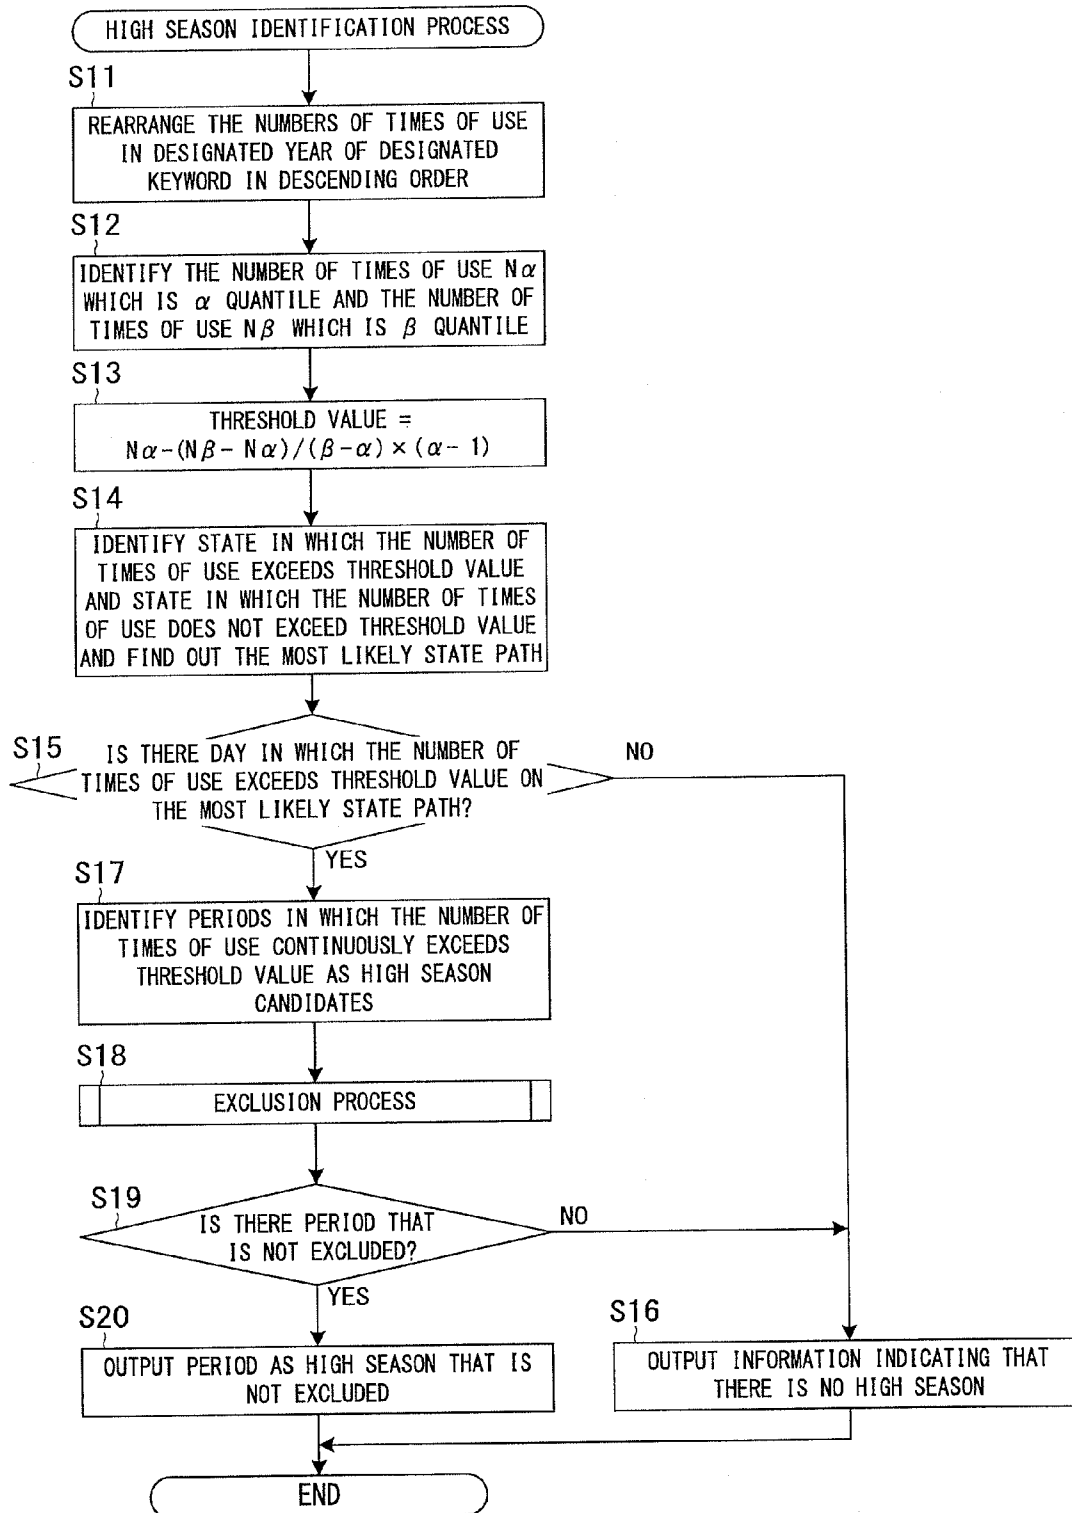 HIGH SEASON IDENTIFICATION PROCESS
S11
REARRANGE THE NUMBERS OF TIMES OF USE
IN DESIGNATED YEAR OF DESIGNATED
KEYWORD IN DESCENDING ORDER
S12
IDENTIFY THE NUMBER OF TIMES OF USE Nα
WHICH IS α QUANTILE AND THE NUMBER OF
TIMES OF USE Nβ WHICH IS β QUANTILE
S13
THRESHOLD VALUE =
Nα-(Nβ-Nα)/(β-α)×(α-1)
S14
IDENTIFY STATE IN WHICH THE NUMBER OF
TIMES OF USE EXCEEDS THRESHOLD VALUE
AND STATE IN WHICH THE NUMBER OF TIMES
OF USE DOES NOT EXCEED THRESHOLD VALUE
AND FIND OUT THE MOST LIKELY STATE PATH
S15
IS THERE DAY IN WHICH THE NUMBER OF
TIMES OF USE EXCEEDS THRESHOLD VALUE ON
THE MOST LIKELY STATE PATH?
NO
YES
S17
IDENTIFY PERIODS IN WHICH THE NUMBER OF
TIMES OF USE CONTINUOUSLY EXCEEDS
THRESHOLD VALUE AS HIGH SEASON
CANDIDATES
S18
EXCLUSION PROCESS
S19
IS THERE PERIOD THAT
IS NOT EXCLUDED?
NO
YES
S20
OUTPUT PERIOD AS HIGH SEASON THAT IS
NOT EXCLUDED
S16
OUTPUT INFORMATION INDICATING THAT
THERE IS NO HIGH SEASON
END